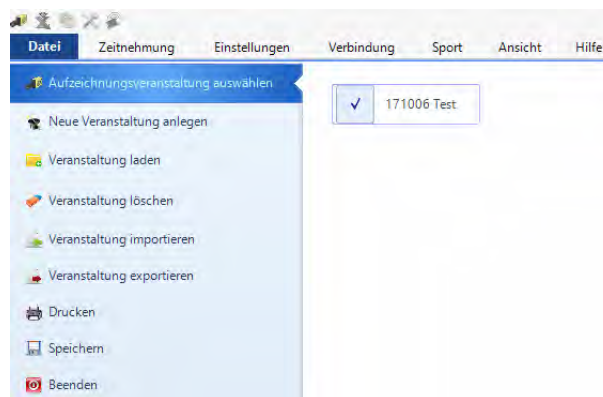 Datei Zeitnehmung Einstellungen Verbindung Sport Ansicht Hilfe
Aufzeichnungsveranstaltung auswählen
171006 Test
Neue Veranstaltung anlegen
Veranstaltung laden
Veranstaltung löschen
Veranstaltung importieren
Veranstaltung exportieren
Drucken
Speichern
Beenden